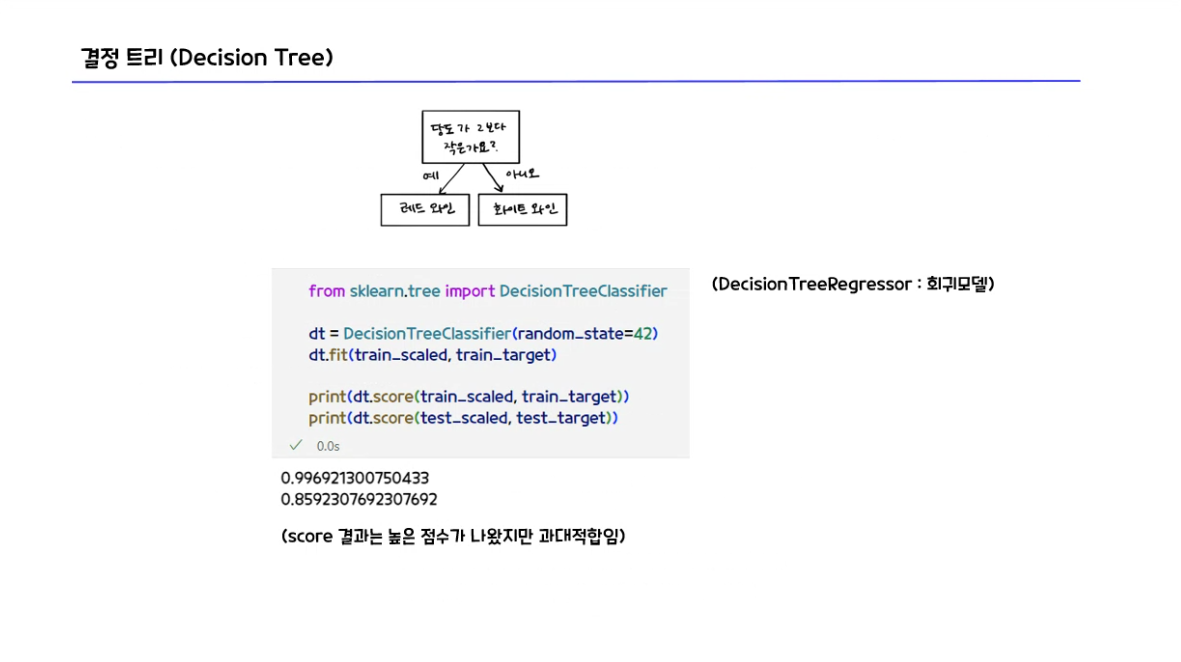 결정 트리 (Decision Tree)
당도가 2보다
작은가요?
예
아니오
레드 와인
화이트 와인
from sklearn.tree import DecisionTreeClassifier
(DecisionTreeRegressor : 회귀모델)
dt = DecisionTreeClassifier(random_state=42)
dt.fit(train_scaled, train_target)
print(dt.score(train_scaled, train_target))
print(dt.score(test_scaled, test_target))
✓ 0.0s
0.996921300750433
0.8592307692307692
(score 결과는 높은 점수가 나왔지만 과대적합임)